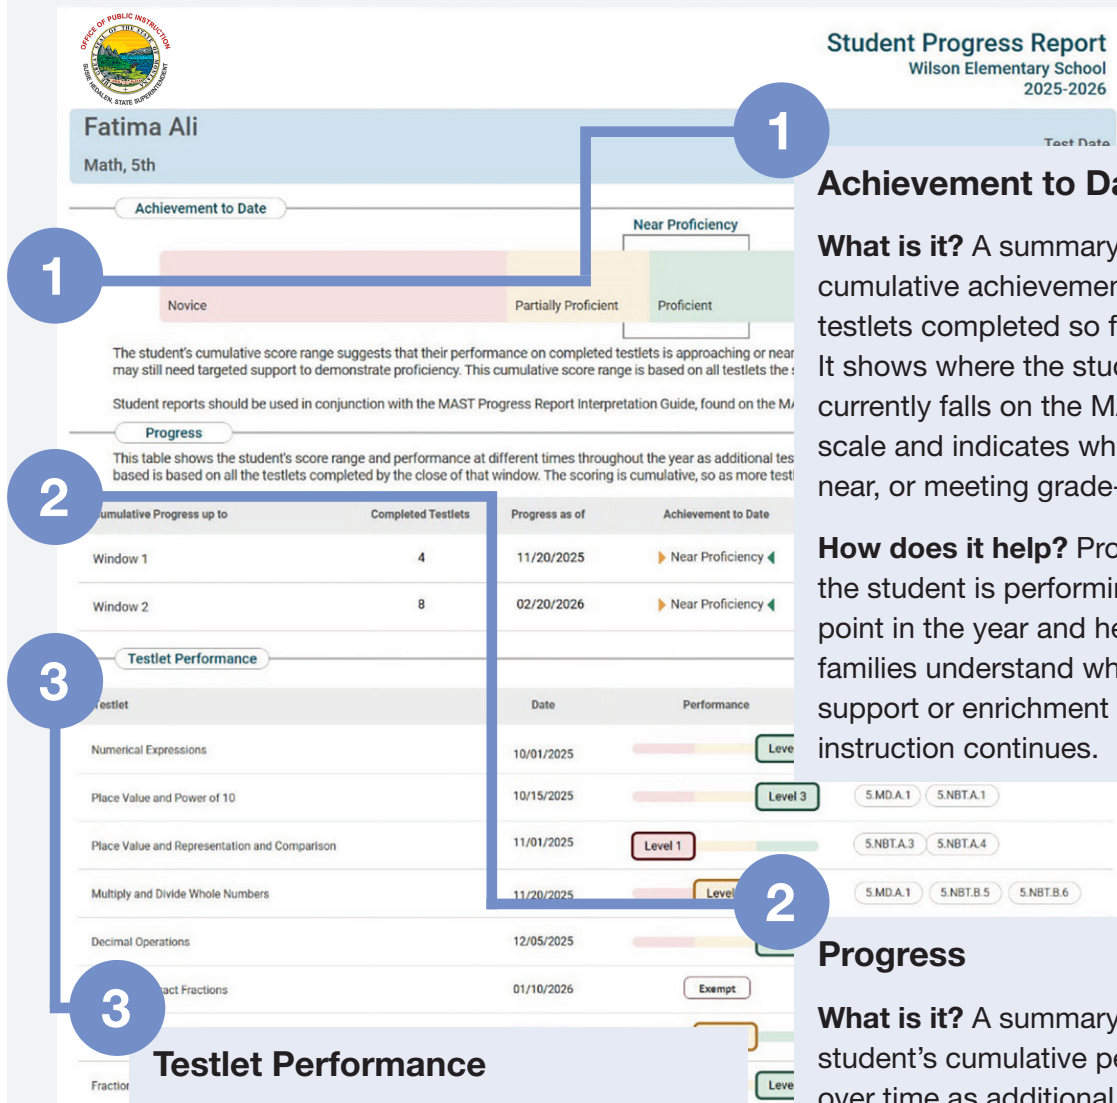 OFFICE OF PUBLIC INSTRUCTION
SUSIE HEDALEN, STATE SUPERINTENDENT
Student Progress Report
Wilson Elementary School
2025-2026
Fatima Ali
Math, 5th
Test Date
1
1
Achievement to Date
Near Proficiency
Novice
Partially Proficient
Proficient
The student's cumulative score range suggests that their performance on completed testlets is approaching or near
may still need targeted support to demonstrate proficiency. This cumulative score range is based on all testlets the
Student reports should be used in conjunction with the MAST Progress Report Interpretation Guide, found on the
Achievement to
What is it? A summary
cumulative
testlets completed so
It shows where the
currently falls on the
scale and indicates
near, or meeting
How does it help?
the student is
point in the year and
families understand
support or enrichment
instruction continues.
Progress
This table shows the student's score range and performance at different times throughout the year as additional
based is based on all the testlets completed by the close of that window. The scoring is cumulative, so as more
2
Cumulative Progress up to
Completed Testlets
Progress as of
Achievement to Date
Window 1
4
11/20/2025
Near Proficiency
Window 2
8
02/20/2026
Near Proficiency
3
Testlet Performance
Testlet
Date
Performance
Numerical Expressions
10/01/2025
Place Value and Power of 10
10/15/2025
Level 3
5.MD.A.1
5.NBT.A.1
Place Value and Representation and Comparison
11/01/2025
Level 1
5.NBT.A.3
5.NBT.A.4
Multiply and Divide Whole Numbers
11/20/2025
5.MD.A.1
5.NBT.B.5
5.NBT.B.6
2
Decimal Operations
12/05/2025
Fractions
01/10/2026
Exempt
3
Testlet Performance
Progress
What is it? A summary
student's cumulative
over time as additional